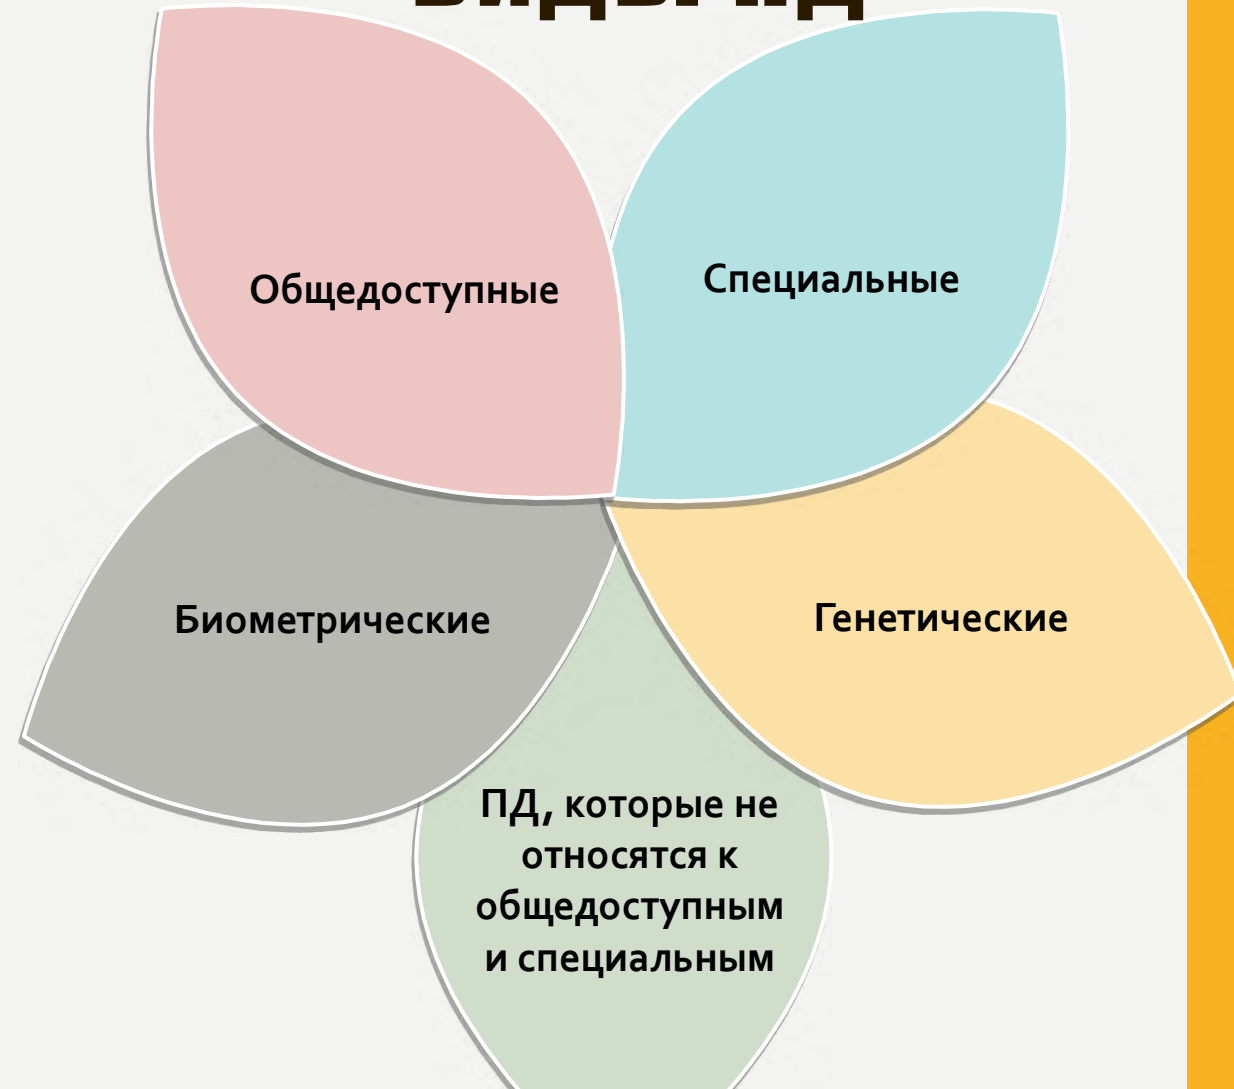 Общедоступные
Специальные
Биометрические
Генетические
ПД, которые не
относятся к
общедоступным
и специальным